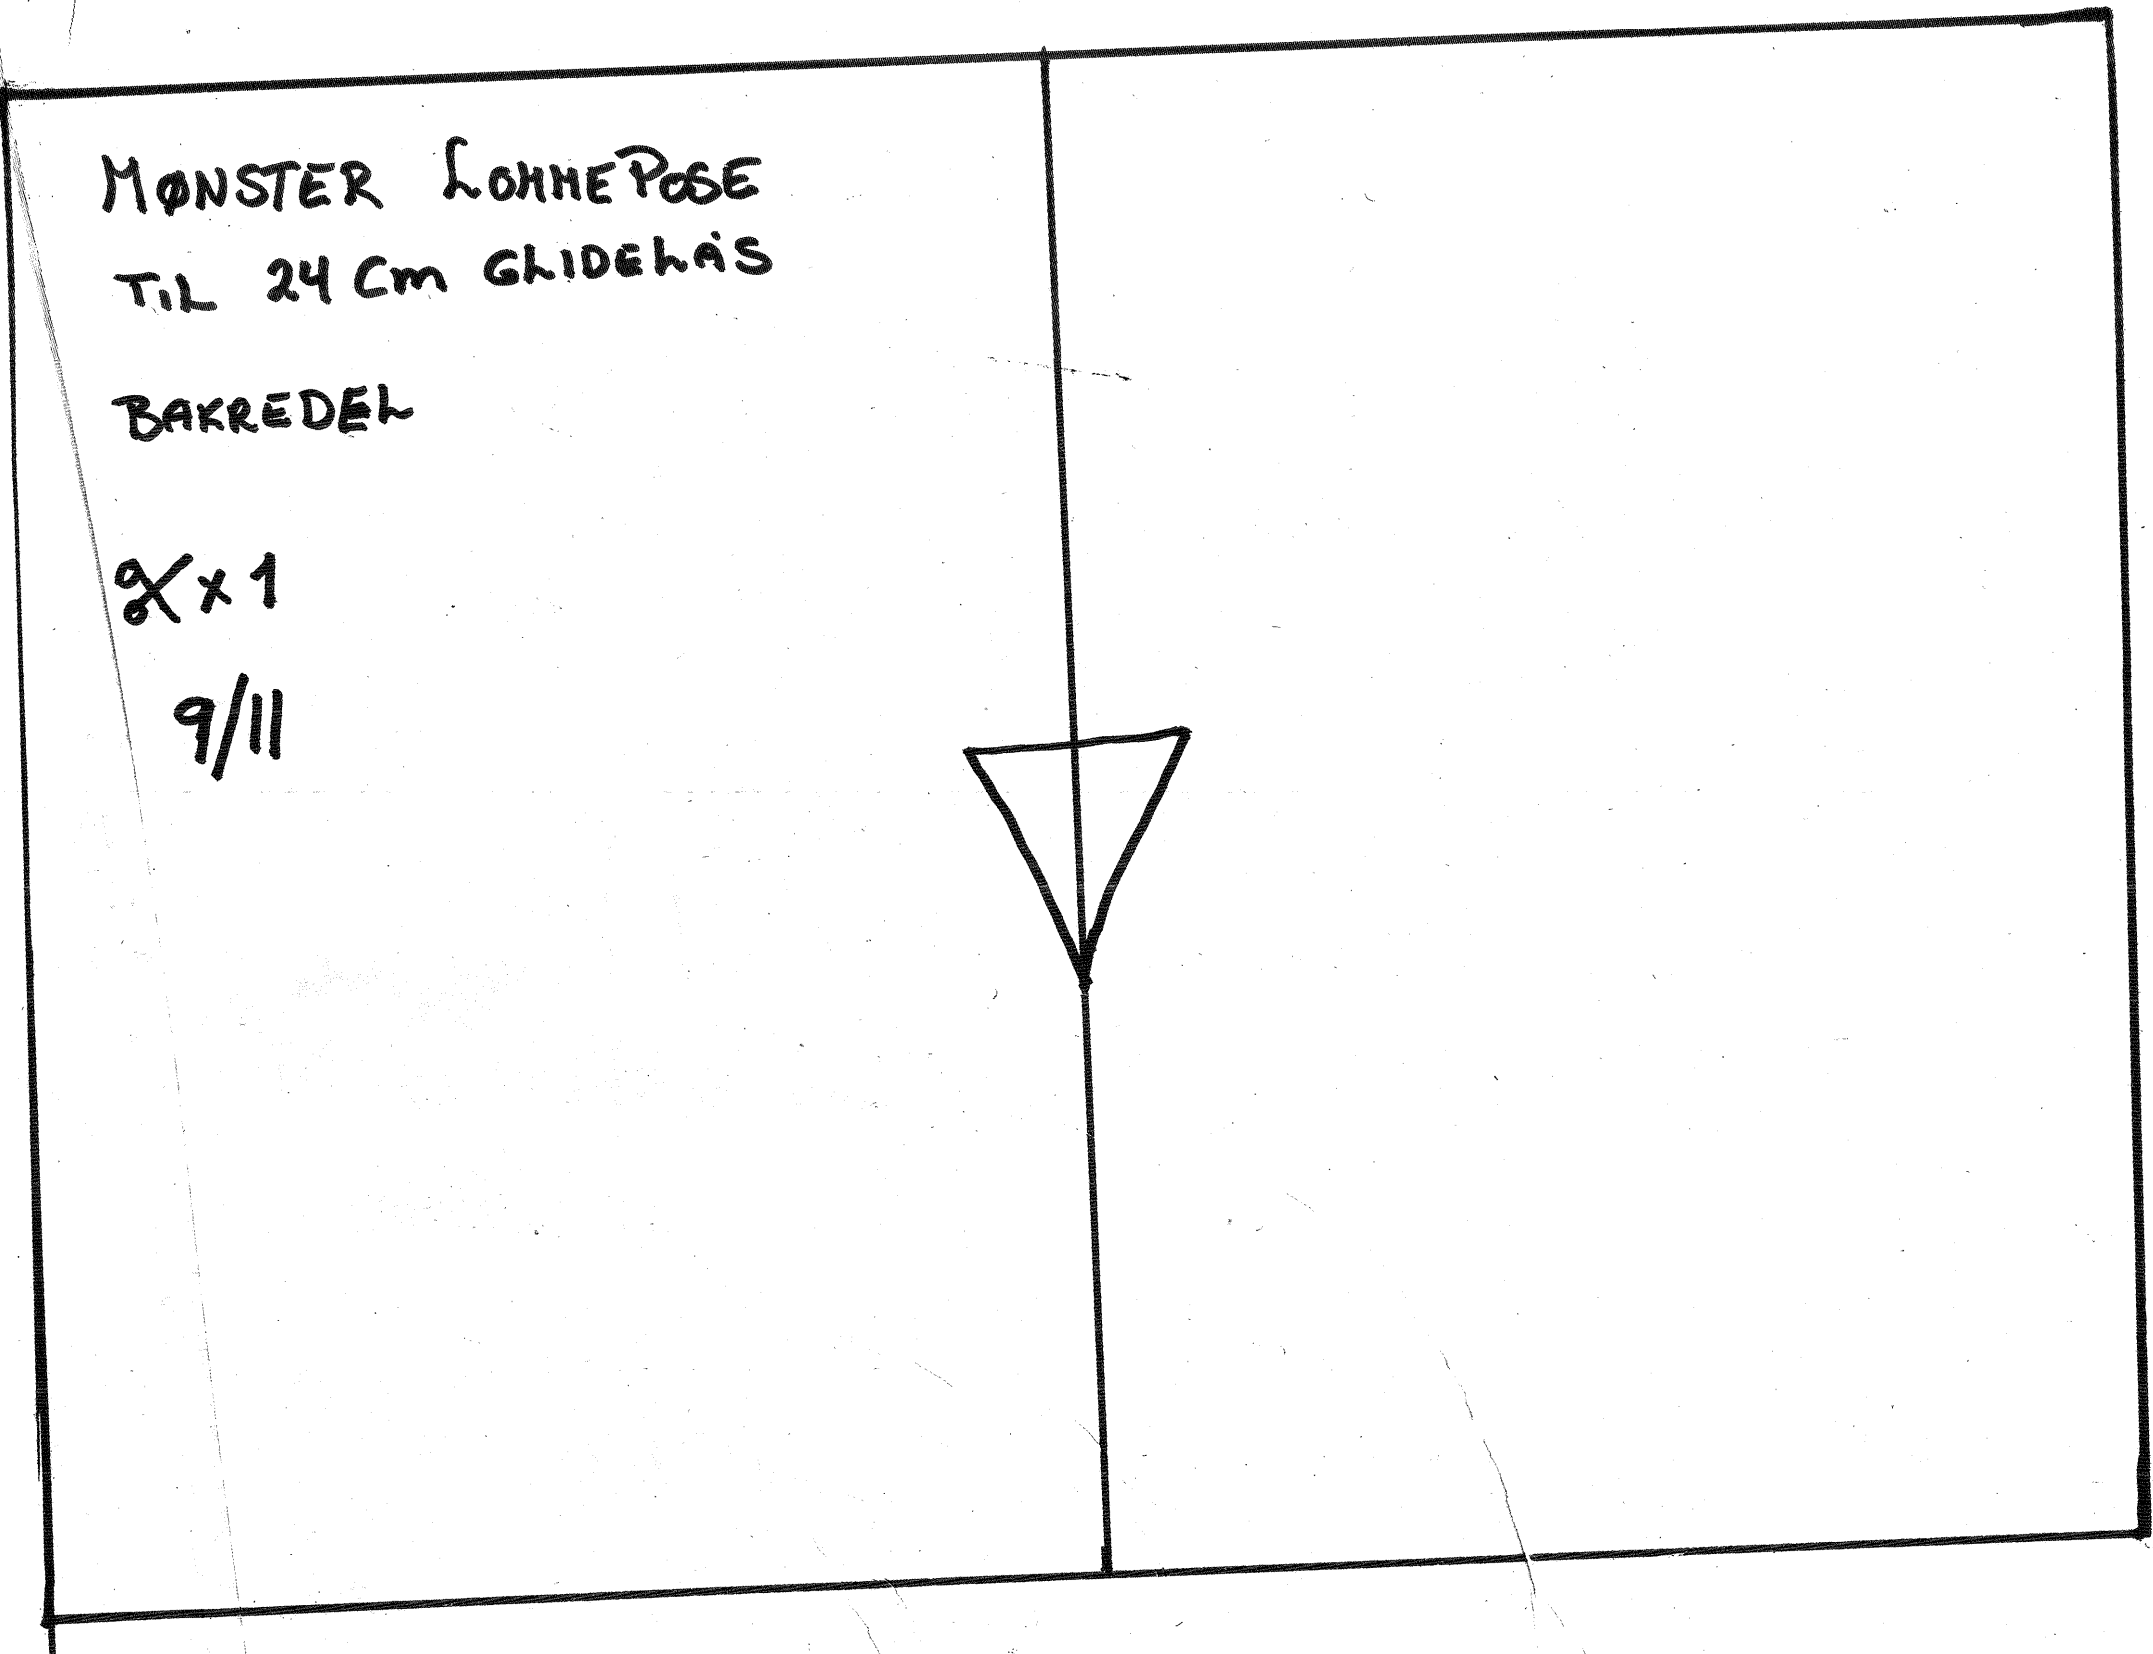 MØNSTER LOMMEPOSE
TIL 24 Cm GLIDELÅS
BAKREDEL
x 1
9/11